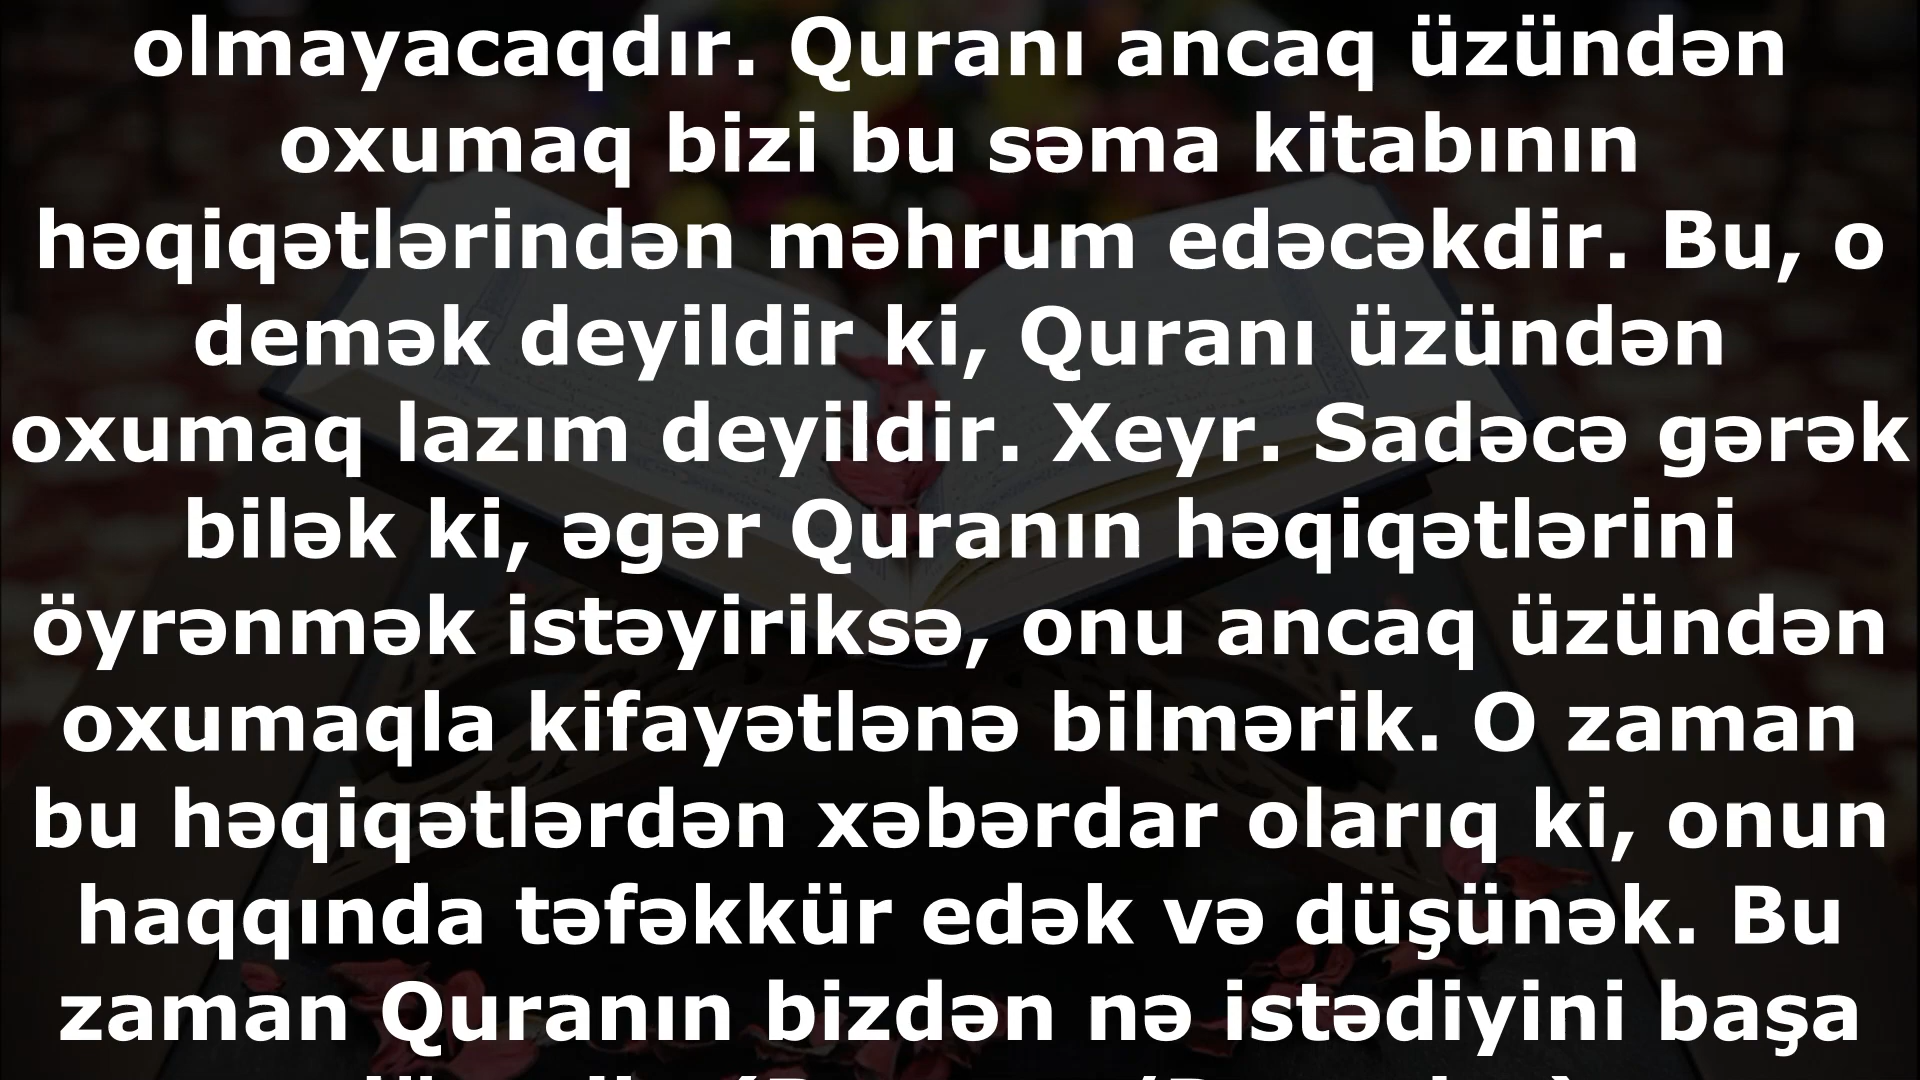 olmayacaqdır. Quranı ancaq üzündən
oxumaq bizi bu səma kitabının
həqiqətlərindən məhrum edəcəkdir. Bu, o
demək deyildir ki, Quranı üzündən
oxumaq lazım deyildir. Xeyr. Sadəcə gərək
bilək ki, əgər Quranın həqiqətlərini
öyrənmək istəyiriksə, onu ancaq üzündən
oxumaqla kifayətlənə bilmərik. O zaman
bu həqiqətlərdən xəbərdar olarıq ki, onun
haqqında təfəkkür edək və düşünək. Bu
zaman Quranın bizdən nə istədiyini başa